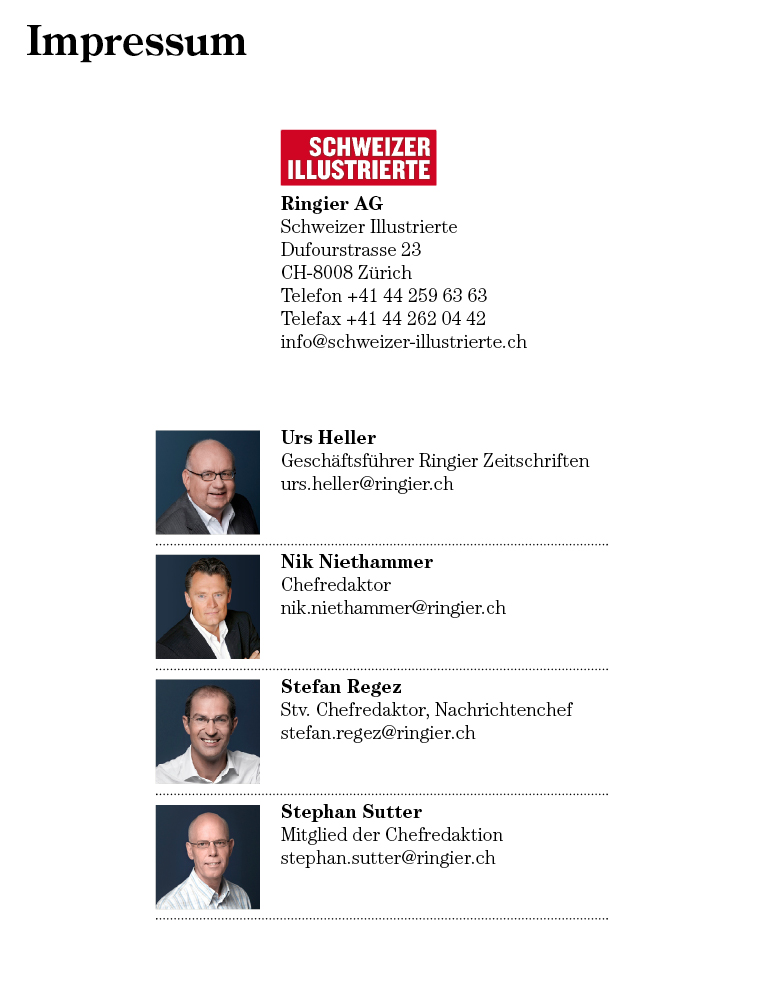 Impressum
SCHWEIZER
ILLUSTRIERTE
Ringier AG
Schweizer Illustrierte
Dufourstrasse 23
CH-8008 Zürich
Telefon +41 44 259 63 63
Telefax +41 44 262 04 42
info@schweizer-illustrierte.ch
Urs Heller
Geschäftsführer Ringier Zeitschriften
urs.heller@ringier.ch
Nik Niethammer
Chefredaktor
nik.niethammer@ringier.ch
Stefan Regez
Stv. Chefredaktor, Nachrichtenchef
stefan.regez@ringier.ch
Stephan Sutter
Mitglied der Chefredaktion
stephan.sutter@ringier.ch